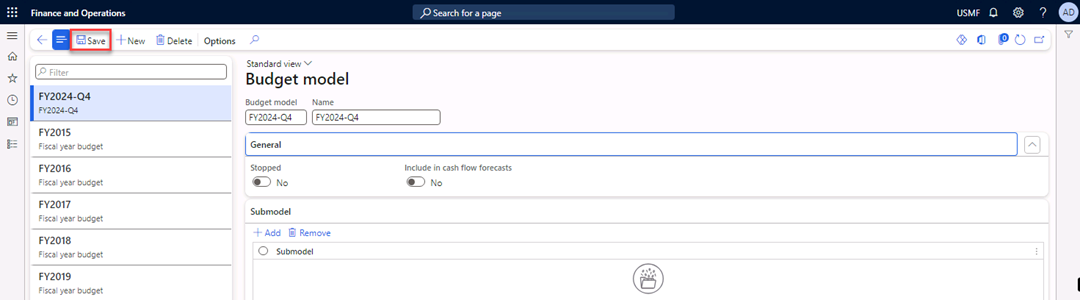 Finance and Operations
Search for a page
USMF
?
AD
Save
New
Delete
Options
0
Filter
FY2024-Q4
FY2024-Q4
FY2015
Fiscal year budget
FY2016
Fiscal year budget
FY2017
Fiscal year budget
FY2018
Fiscal year budget
FY2019
Fiscal year budget
Standard view
Budget model
Budget model Name
FY2024-Q4 FY2024-Q4
General
Stopped Include in cash flow forecasts
No No
Submodel
Add Remove
Submodel